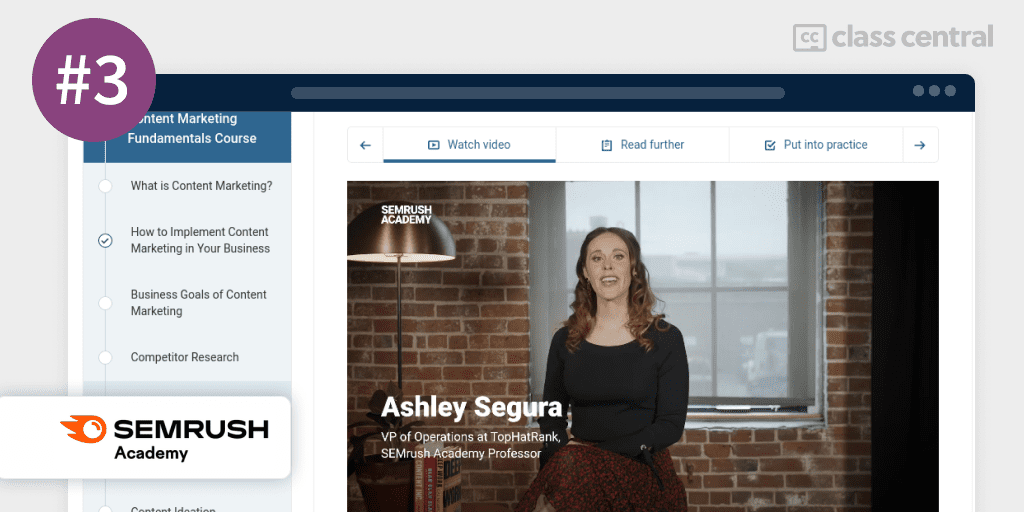 #3
class central
Content Marketing
Fundamentals Course
Watch video
Read further
Put into practice
What is Content Marketing?
How to Implement Content
Marketing in Your Business
Business Goals of Content
Marketing
Competitor Research
SEMRUSH
Academy
Content Ideation
SEMRUSH
ACADEMY
Ashley Segura
VP of Operations at TopHatRank,
SEMrush Academy Professor